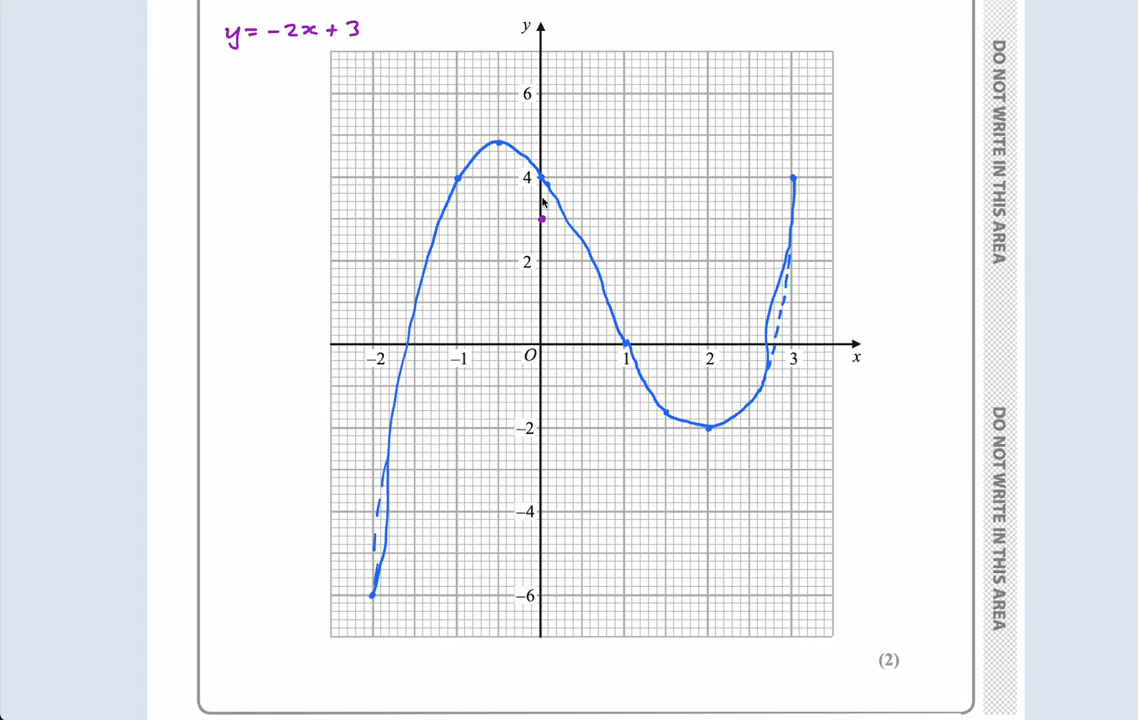 y = -2x + 3
y
6
4
2
-2
-1
O
1
2
3
x
-2
-4
-6
(2)
DO NOT WRITE IN THIS AREA
DO NOT WRITE IN THIS AREA